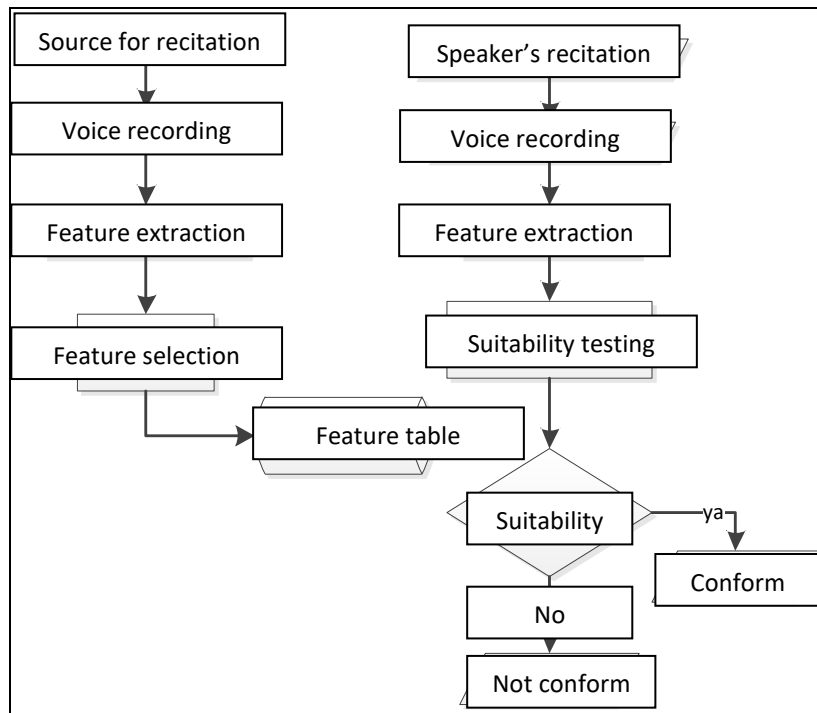 Source for recitation
Voice recording
Feature extraction
Feature selection
Feature table
Speaker’s recitation
Voice recording
Feature extraction
Suitability testing
Suitability
ya
Conform
No
Not conform